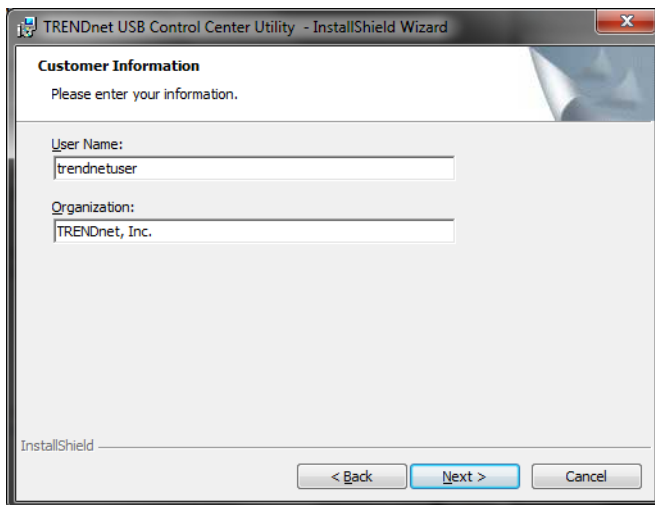 TRENDnet USB Control Center Utility - InstallShield Wizard
Customer Information
Please enter your information.
User Name:
trendnetuser
Organization:
TRENDnet, Inc.
InstallShield
< Back Next > Cancel